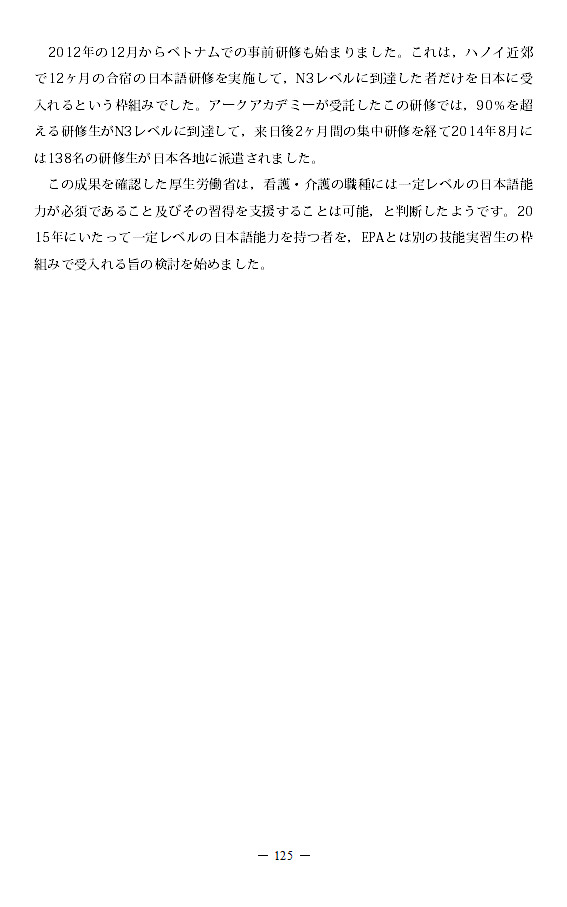 2012年の12月からベトナムでの事前研修も始まりました。これは，ハノイ近郊
で12ヶ月の合宿の日本語研修を実施して，N3レベルに到達した者だけを日本に受
入れるという枠組みでした。アークアカデミーが受託したこの研修では，90％を超
える研修生がN3レベルに到達して，来日後2ヶ月間の集中研修を経て2014年8月に
は138名の研修生が日本各地に派遣されました。
この成果を確認した厚生労働省は，看護・介護の職種には一定レベルの日本語能
力が必須であること及びその習得を支援することは可能，と判断したようです。20
15年にいたって一定レベルの日本語能力を持つ者を，EPAとは別の技能実習生の枠
組みで受入れる旨の検討を始めました。
― 125 ―